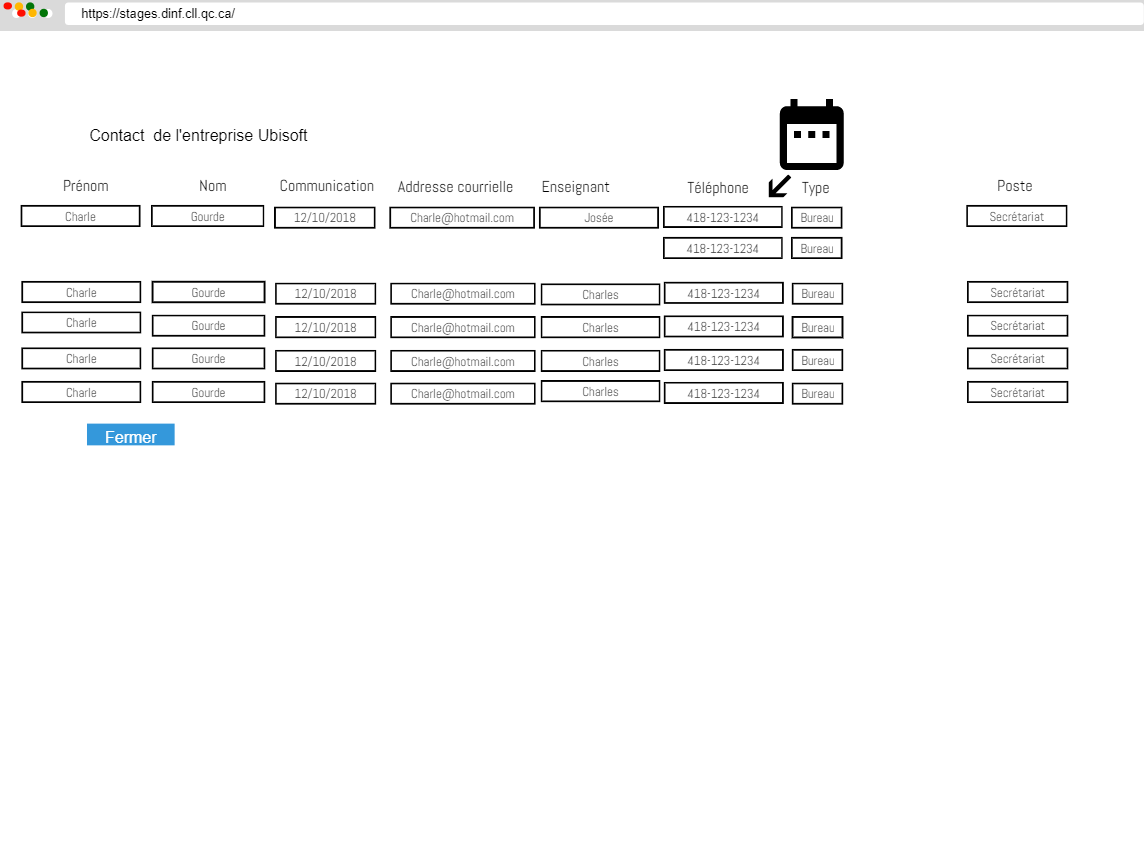 https://stages.dinf.cll.qc.ca/
Contact de l'entreprise Ubisoft
Prénom Nom Communication Addresse courrielle Enseignant Téléphone Type Poste
Charle Gourde 12/10/2018 Charle@hotmail.com Josée 418-123-1234 Bureau Secrétariat
418-123-1234 Bureau
Charle Gourde 12/10/2018 Charle@hotmail.com Charles 418-123-1234 Bureau Secrétariat
Charle Gourde 12/10/2018 Charle@hotmail.com Charles 418-123-1234 Bureau Secrétariat
Charle Gourde 12/10/2018 Charle@hotmail.com Charles 418-123-1234 Bureau Secrétariat
Charle Gourde 12/10/2018 Charle@hotmail.com Charles 418-123-1234 Bureau Secrétariat
Fermer